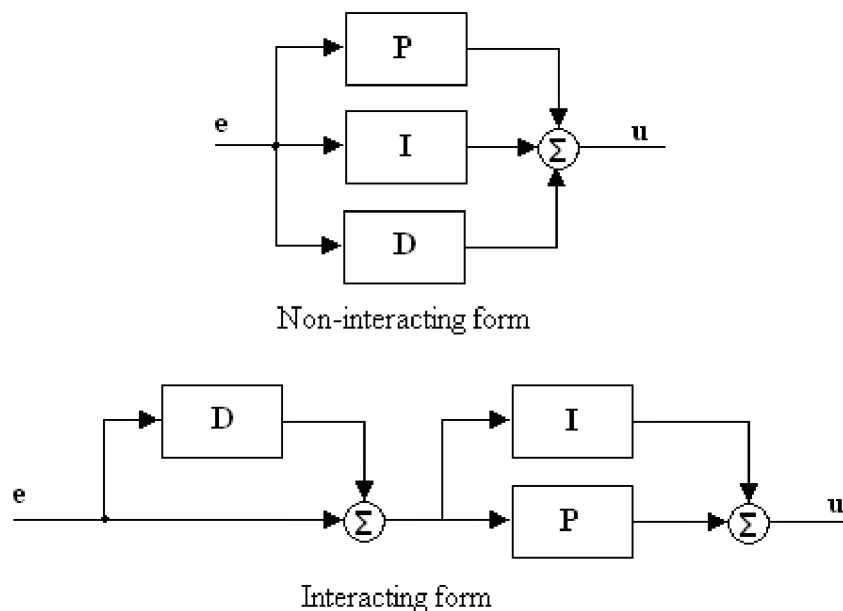 P
e
I
Σ
u
D
Non-interacting form
D
I
e
Σ
P
Σ
u
Interacting form